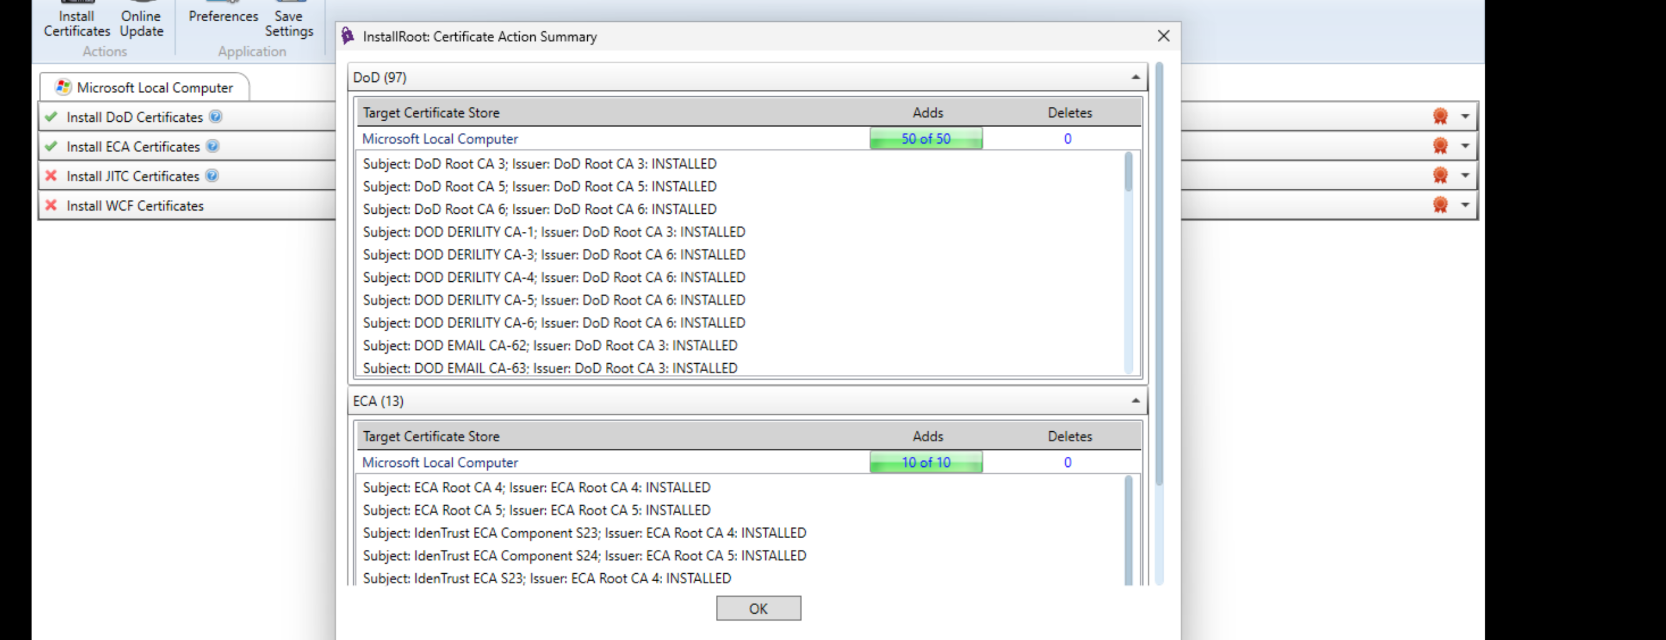 Install Certificates
Online Update
Preferences
Save Settings
Actions
Application
InstallRoot: Certificate Action Summary
Microsoft Local Computer
Install DoD Certificates
Install ECA Certificates
Install JITC Certificates
Install WCF Certificates
DoD (97)
Target Certificate Store Adds Deletes
Microsoft Local Computer 50 of 50 0
Subject: DoD Root CA 3; Issuer: DoD Root CA 3: INSTALLED
Subject: DoD Root CA 5; Issuer: DoD Root CA 5: INSTALLED
Subject: DoD Root CA 6; Issuer: DoD Root CA 6: INSTALLED
Subject: DOD DERILITY CA-1; Issuer: DoD Root CA 3: INSTALLED
Subject: DOD DERILITY CA-3; Issuer: DoD Root CA 6: INSTALLED
Subject: DOD DERILITY CA-4; Issuer: DoD Root CA 6: INSTALLED
Subject: DOD DERILITY CA-5; Issuer: DoD Root CA 6: INSTALLED
Subject: DOD DERILITY CA-6; Issuer: DoD Root CA 6: INSTALLED
Subject: DOD EMAIL CA-62; Issuer: DoD Root CA 3: INSTALLED
Subject: DOD EMAIL CA-63; Issuer: DoD Root CA 3: INSTALLED
ECA (13)
Target Certificate Store Adds Deletes
Microsoft Local Computer 10 of 10 0
Subject: ECA Root CA 4; Issuer: ECA Root CA 4: INSTALLED
Subject: ECA Root CA 5; Issuer: ECA Root CA 5: INSTALLED
Subject: IdenTrust ECA Component S23; Issuer: ECA Root CA 4: INSTALLED
Subject: IdenTrust ECA Component S24; Issuer: ECA Root CA 5: INSTALLED
Subject: IdenTrust ECA S23; Issuer: ECA Root CA 4: INSTALLED
OK